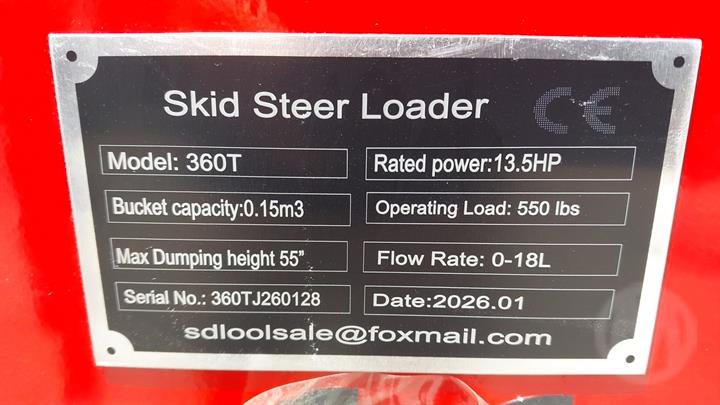 Skid Steer Loader CE
Model: 360T Rated power:13.5HP
Bucket capacity:0.15m3 Operating Load: 550 lbs
Max Dumping height 55” Flow Rate: 0-18L
Serial No.: 360TJ260128 Date:2026.01
sdloolsale@foxmail.com